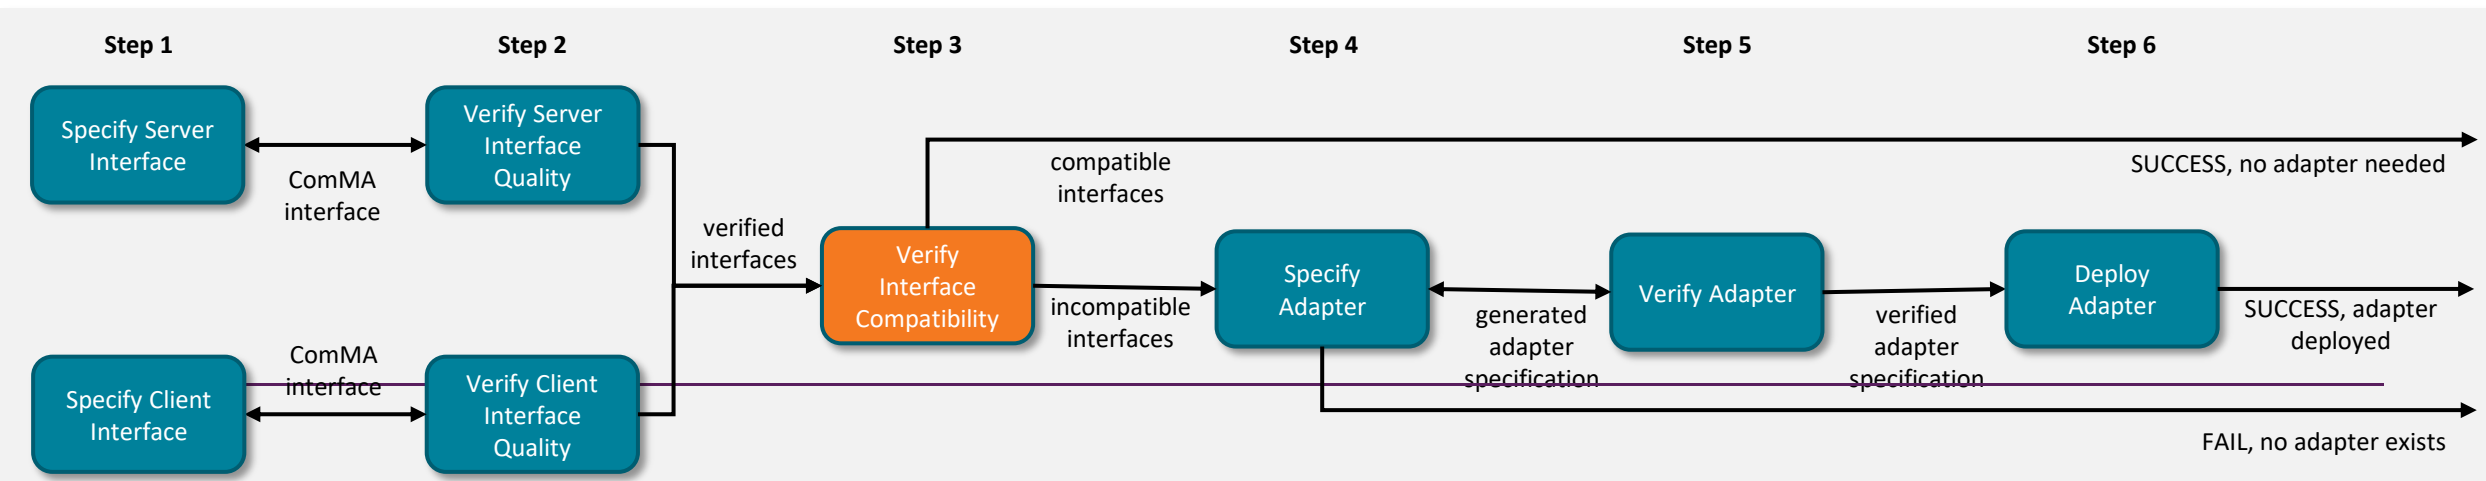 Step 1
Step 2
Step 3
Step 4
Step 5
Step 6
Specify Server
Interface
ComMA
interface
Verify Server
Interface
Quality
Specify Client
Interface
ComMA
interface
Verify Client
Interface
Quality
verified
interfaces
Verify
Interface
Compatibility
compatible
interfaces
SUCCESS, no adapter needed
incompatible
interfaces
Specify
Adapter
generated
adapter
specification
Verify Adapter
verified
adapter
specification
Deploy
Adapter
SUCCESS, adapter
deployed
FAIL, no adapter exists